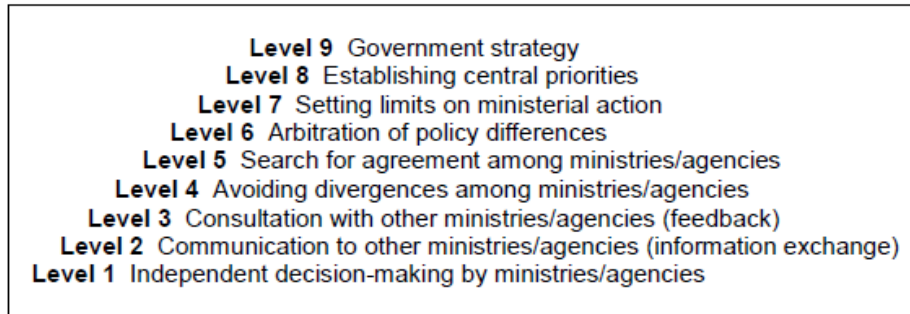 Level 9 Government strategy
Level 8 Establishing central priorities
Level 7 Setting limits on ministerial action
Level 6 Arbitration of policy differences
Level 5 Search for agreement among ministries/agencies
Level 4 Avoiding divergences among ministries/agencies
Level 3 Consultation with other ministries/agencies (feedback)
Level 2 Communication to other ministries/agencies (information exchange)
Level 1 Independent decision-making by ministries/agencies